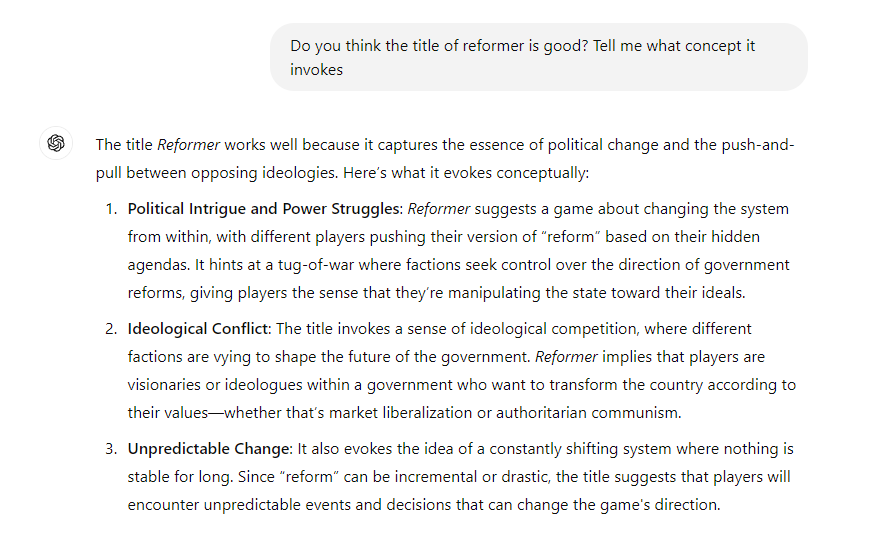 Do you think the title of reformer is good? Tell me what concept it
invokes
The title Reformer works well because it captures the essence of political change and the push-and-
pull between opposing ideologies. Here's what it evokes conceptually:
1. Political Intrigue and Power Struggles: Reformer suggests a game about changing the system
from within, with different players pushing their version of "reform" based on their hidden
agendas. It hints at a tug-of-war where factions seek control over the direction of government
reforms, giving players the sense that they're manipulating the state toward their ideals.
2. Ideological Conflict: The title invokes a sense of ideological competition, where different
factions are vying to shape the future of the government. Reformer implies that players are
visionaries or ideologues within a government who want to transform the country according to
their values—whether that's market liberalization or authoritarian communism.
3. Unpredictable Change: It also evokes the idea of a constantly shifting system where nothing is
stable for long. Since "reform" can be incremental or drastic, the title suggests that players will
encounter unpredictable events and decisions that can change the game's direction.